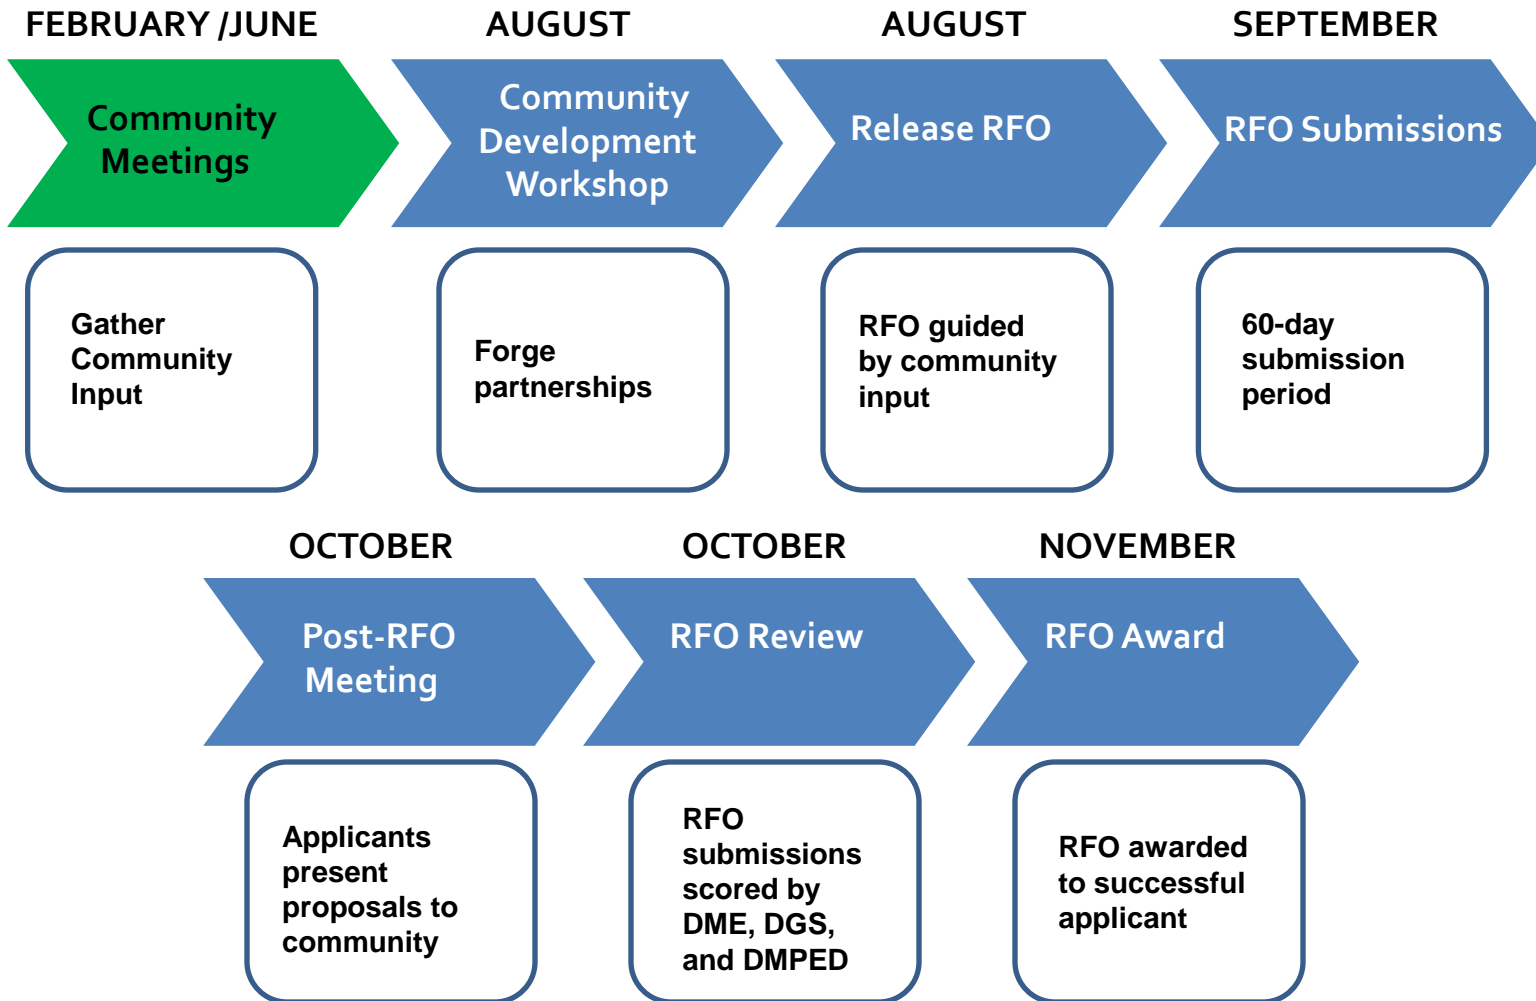 FEBRUARY /JUNE
Community
Meetings
Gather
Community
Input
AUGUST
Community
Development
Workshop
Forge
partnerships
AUGUST
Release RFO
RFO guided
by community
input
SEPTEMBER
RFO Submissions
60-day
submission
period
OCTOBER
Post-RFO
Meeting
Applicants
present
proposals to
community
OCTOBER
RFO Review
RFO
submissions
scored by
DME, DGS,
and DMPED
NOVEMBER
RFO Award
RFO awarded
to successful
applicant